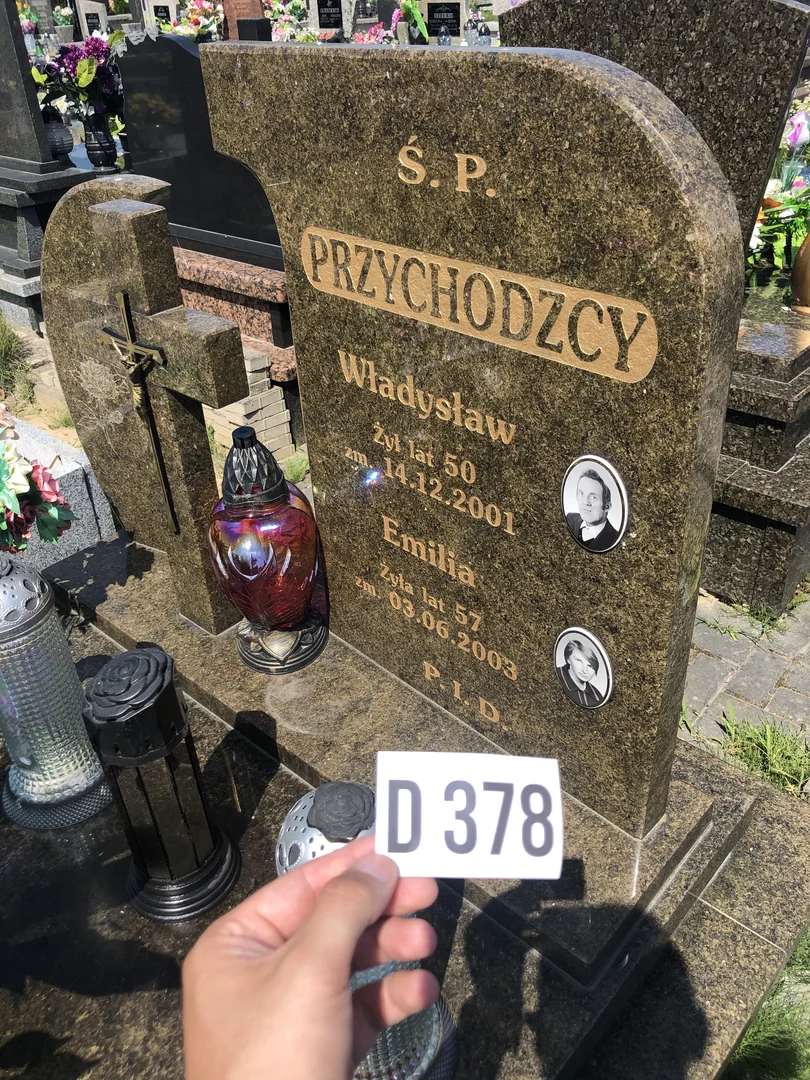 Ś. P.
PRZYCHODZCY
Władysław
Żył lat 50
zm. 14.12.2001
Emilia
Żyła lat 57
zm. 03.06.2003
P. I. D.
D 378